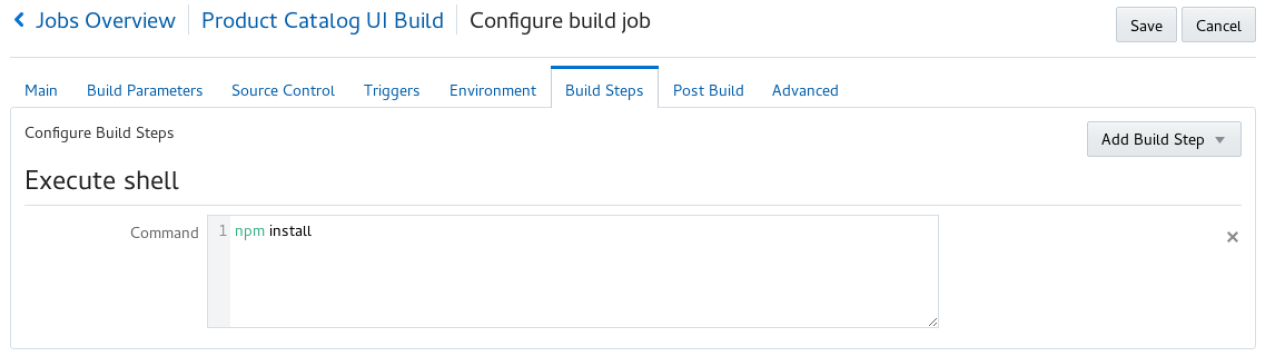 Jobs Overview Product Catalog UI Build Configure build job
Save Cancel
Main Build Parameters Source Control Triggers Environment Build Steps Post Build Advanced
Configure Build Steps
Add Build Step
Execute shell
Command 1 npm install